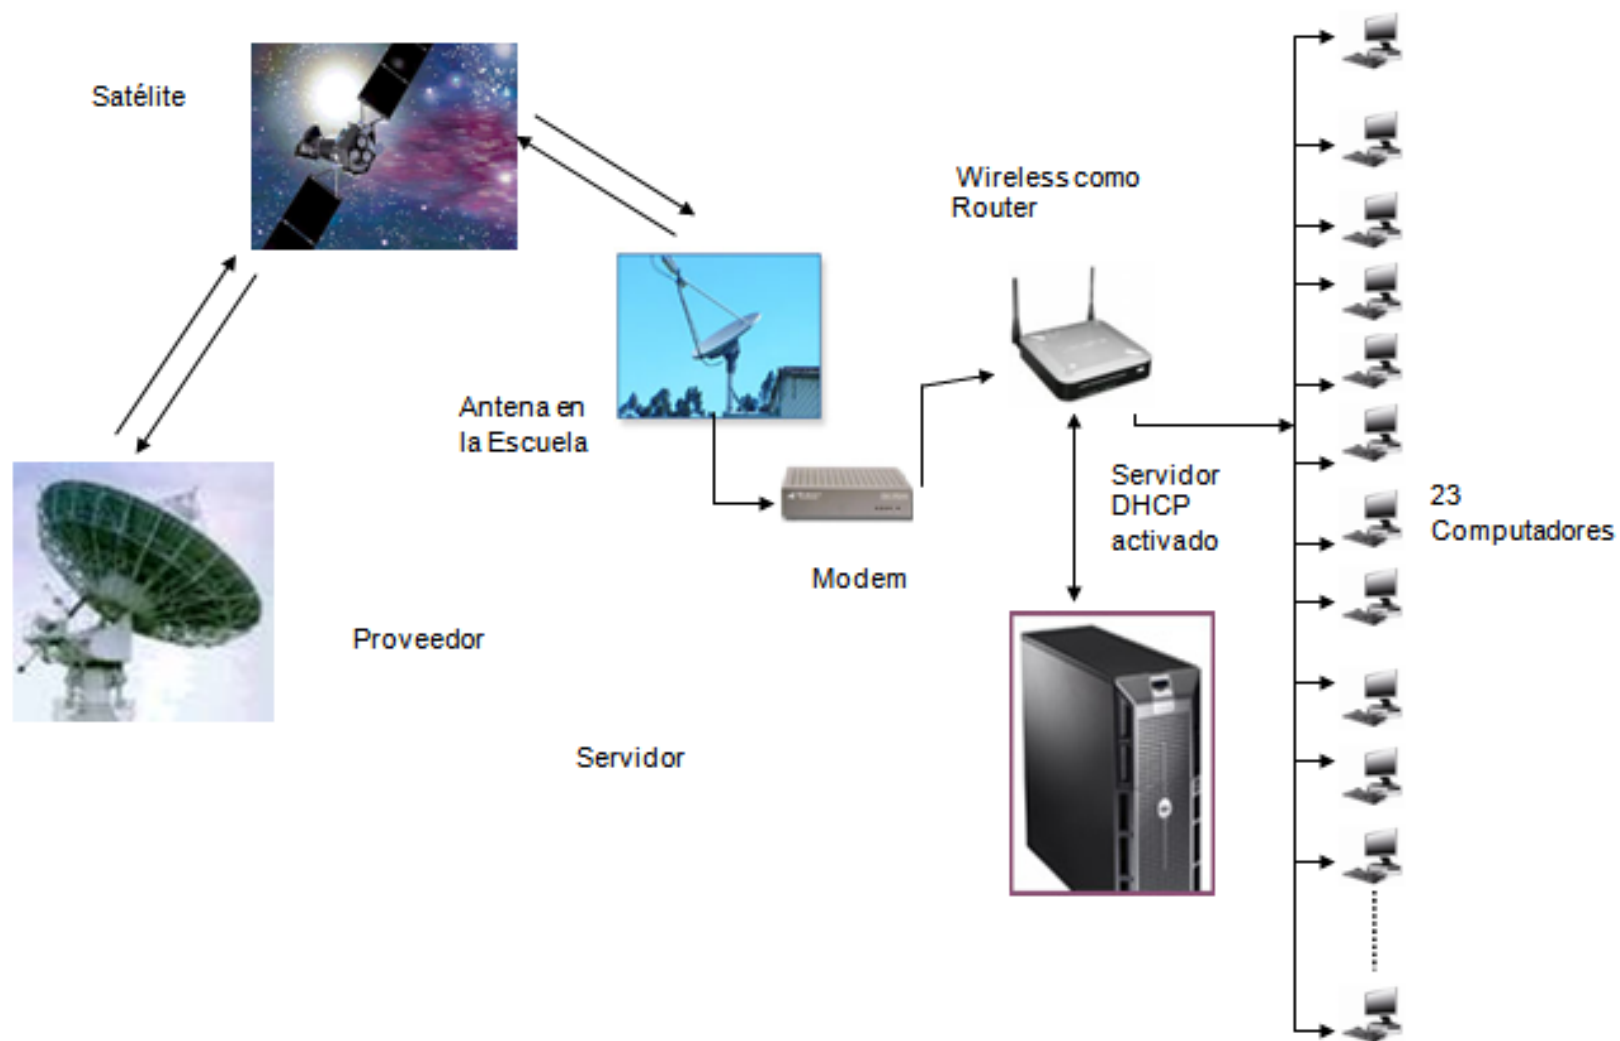 Satélite
Wireless como
Router
Antena en
la Escuela
Servidor
DHCP
activado
23
Computadores
Modem
Proveedor
Servidor